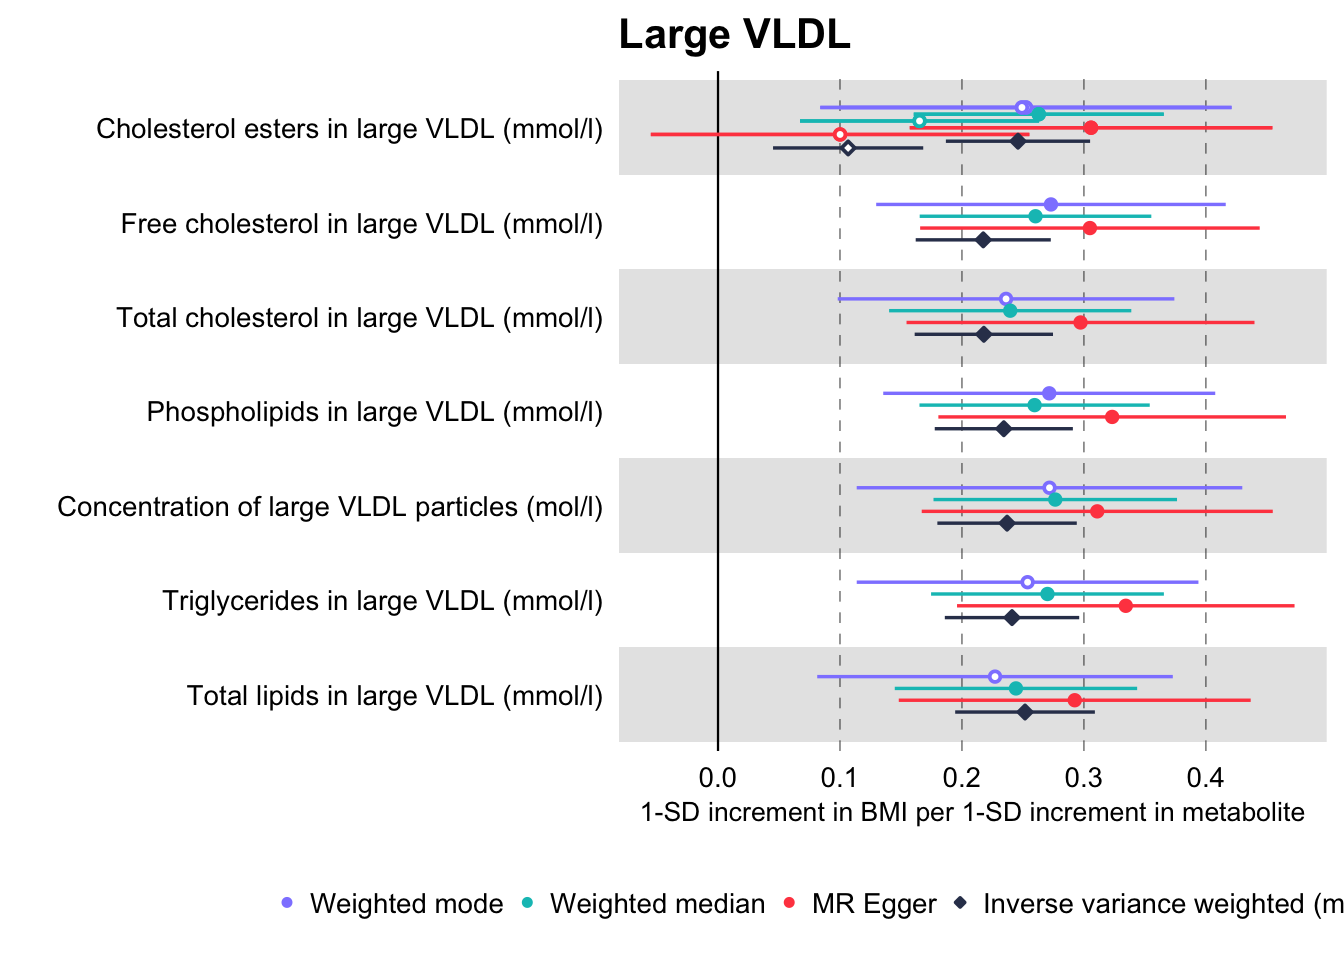 Large VLDL
Cholesterol esters in large VLDL (mmol/l)
Free cholesterol in large VLDL (mmol/l)
Total cholesterol in large VLDL (mmol/l)
Phospholipids in large VLDL (mmol/l)
Concentration of large VLDL particles (mol/l)
Triglycerides in large VLDL (mmol/l)
Total lipids in large VLDL (mmol/l)
0.0 0.1 0.2 0.3 0.4
1-SD increment in BMI per 1-SD increment in metabolite
Weighted mode Weighted median MR Egger Inverse variance weighted (m